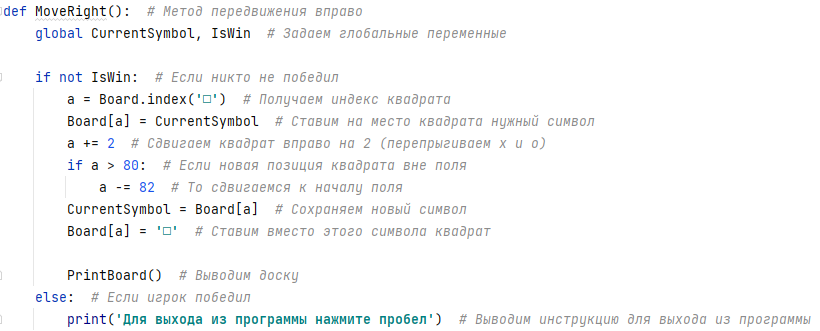 def MoveRight():  # Метод передвижения вправо
    global CurrentSymbol, IsWin  # Задаем глобальные переменные

    if not IsWin:  # Если никто не победил
        a = Board.index('□')  # Получаем индекс квадрата
        Board[a] = CurrentSymbol  # Ставим на место квадрата нужный символ
        a += 2  # Сдвигаем квадрат вправо на 2 (перепрыгиваем х и о)
        if a > 80:  # Если новая позиция квадрата вне поля
            a -= 82  # То сдвигаемся к началу поля
        CurrentSymbol = Board[a]  # Сохраняем новый символ
        Board[a] = '□'  # Ставим вместо этого символа квадрат

        PrintBoard()  # Выводим доску
    else:  # Если игрок победил
        print('Для выхода из программы нажмите пробел')  # Выводим инструкцию для выхода из программы